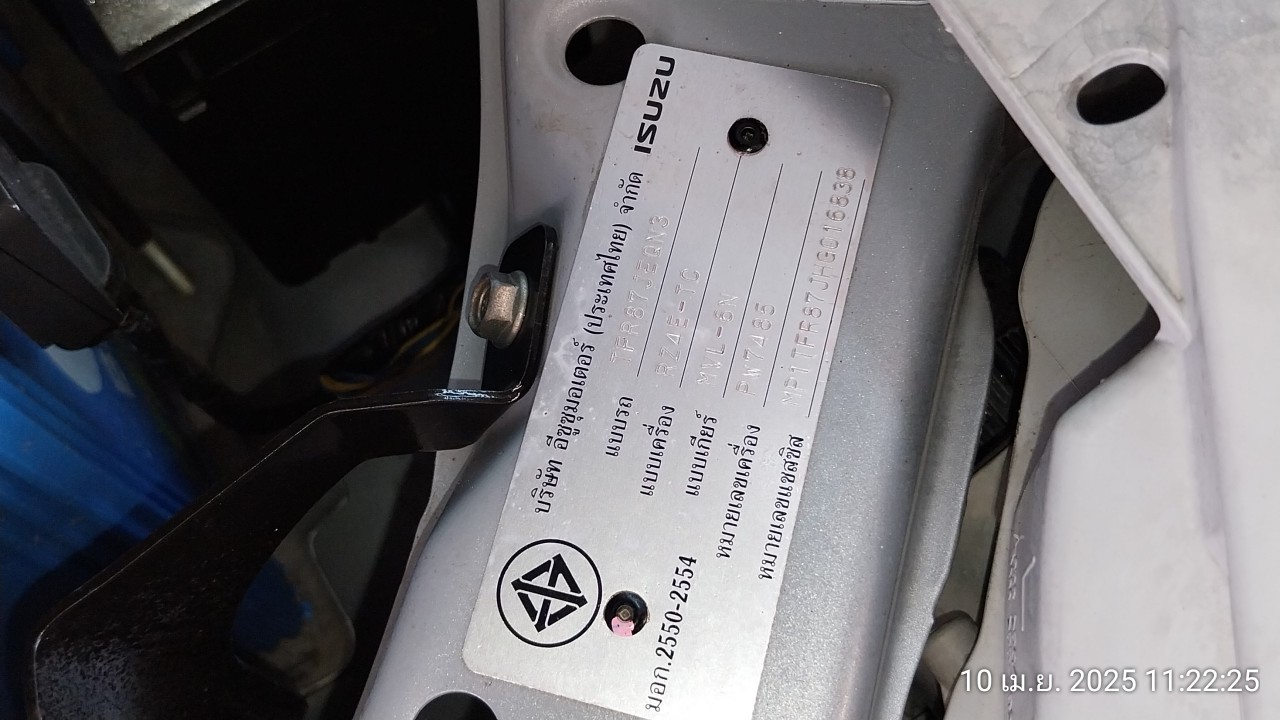 บริษัท อีซูซุมอเตอร์ (ประเทศไทย) จำกัด ISUZU
แบบรถ TFR87JSQN3
แบบเครื่อง RZ4E-TC
แบบเกียร์ MVL-6N
หมายเลขเครื่อง PW7485
หมายเลขแชสซิส MP1TFR87JHG016838
มอก.2550-2554
10 เม.ย. 2025 11:22:25